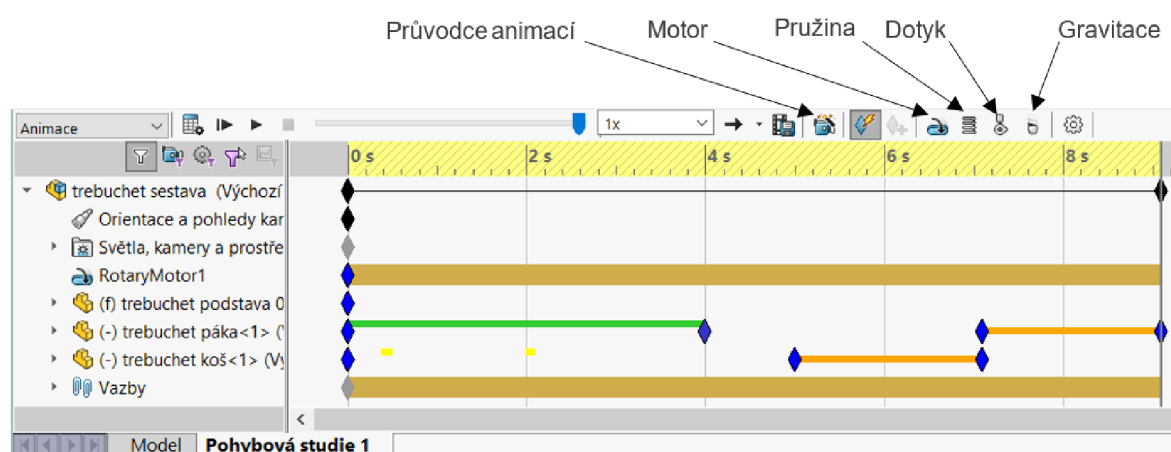 Průvodce animací Motor Pružina Dotyk Gravitace
Animace 1x
0 s 2 s 4 s 6 s 8 s
trebuchet sestava (Výchozí
Orientace a pohledy kar
Světla, kamery a prostře
RotaryMotor1
(f) trebuchet podstava 0
(-) trebuchet páka<1> (
(-) trebuchet koš<1> (Vy
Vazby
Model Pohybová studie 1